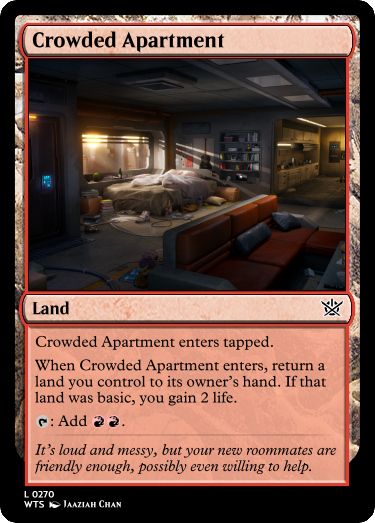 Crowded Apartment
Land
Crowded Apartment enters tapped.
When Crowded Apartment enters, return a
land you control to its owner's hand. If that
land was basic, you gain 2 life.
: Add .
It's loud and messy, but your new roommates are
friendly enough, possibly even willing to help.
L 0270
WTS Jaaziah Chan